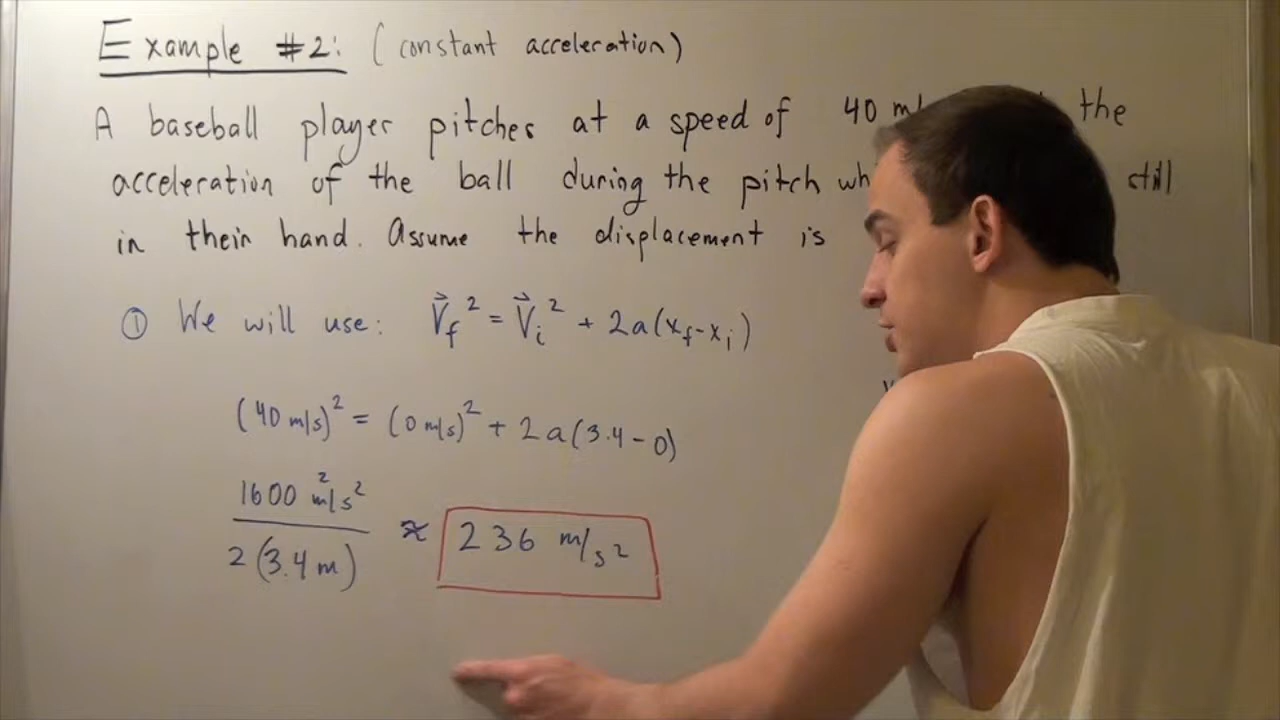 Example #2: (constant acceleration)
A baseball player pitches at a speed of 40 the
acceleration of the ball during the pitch still
in their hand. Assume the displacement is
① We will use: V⃗f² = V⃗i² + 2a(xf-xi)
(40 m/s)² = (0 m/s)² + 2a(3.4 - 0)
1600 m²/s²
2(3.4 m)
≈ 236 m/s²